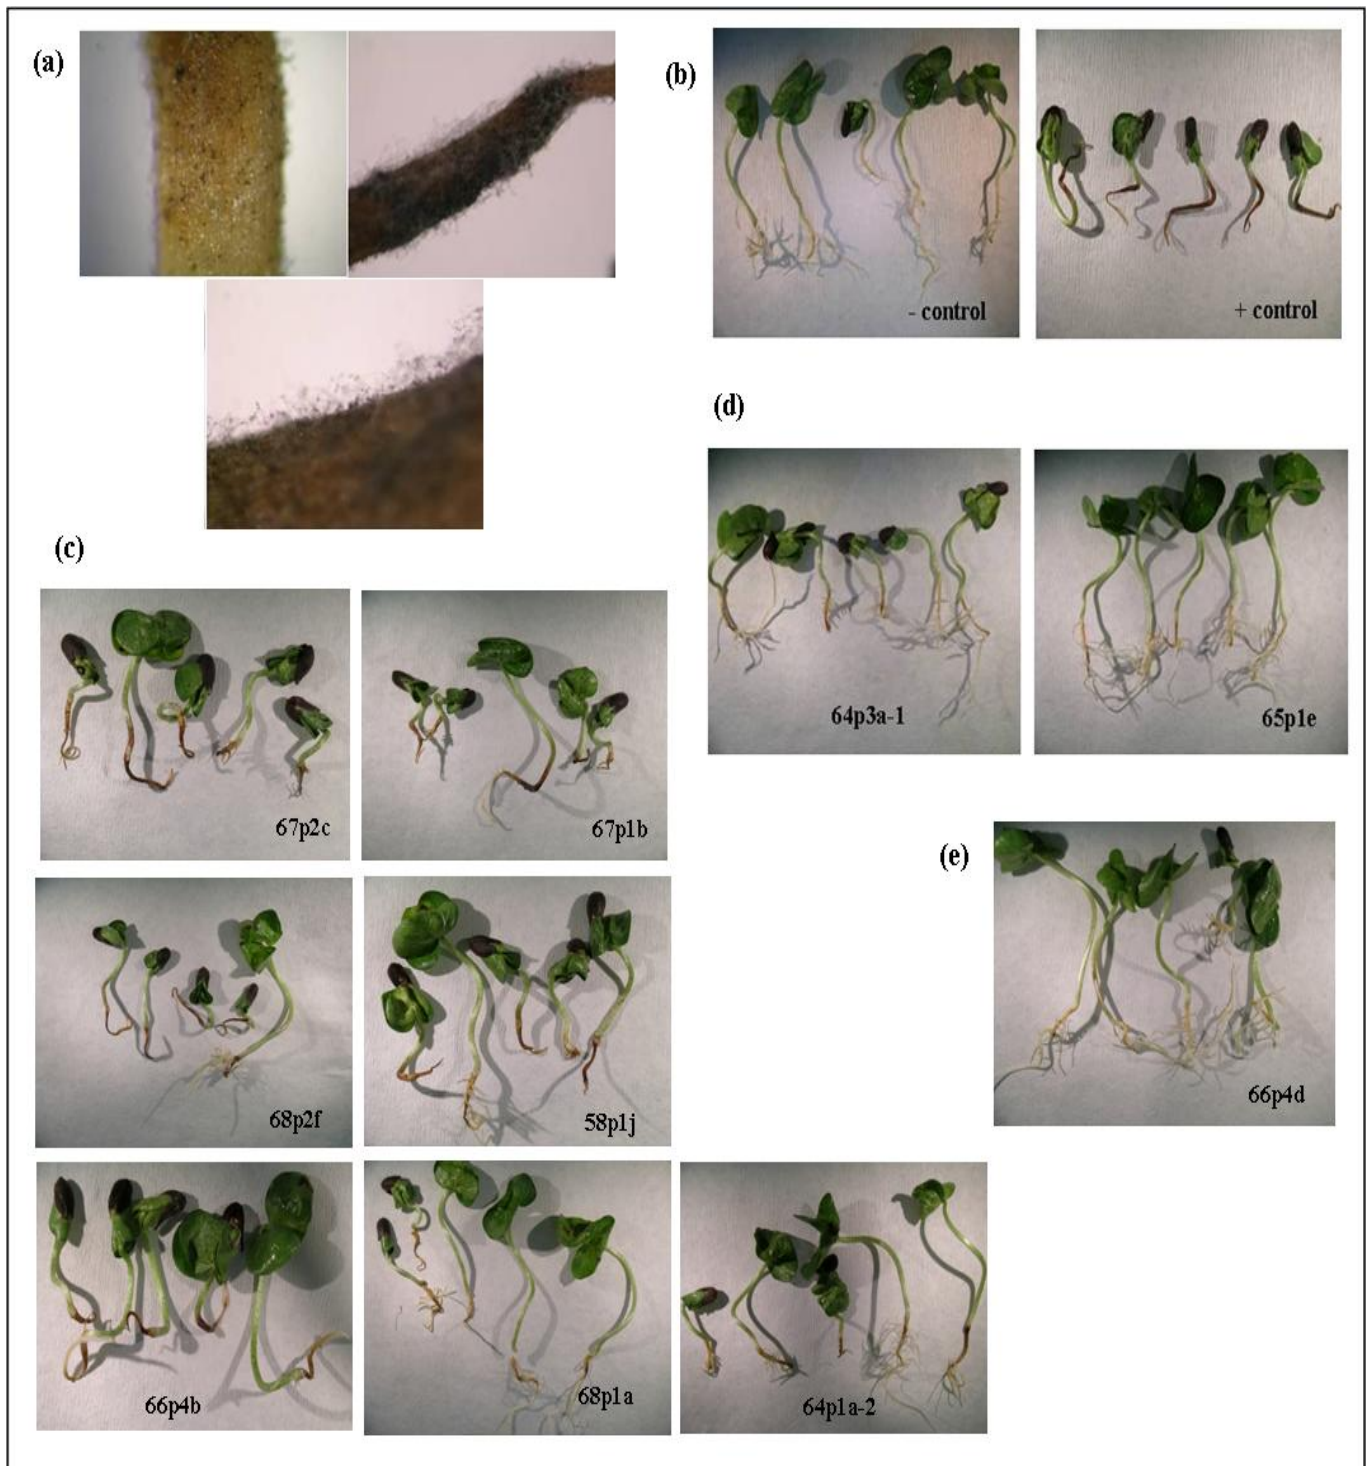 (a)
(b)
- control
+ control
(d)
64p3a-1
65p1e
(c)
67p2c
67p1b
(e)
66p4d
68p2f
58p1j
66p4b
68p1a
64p1a-2